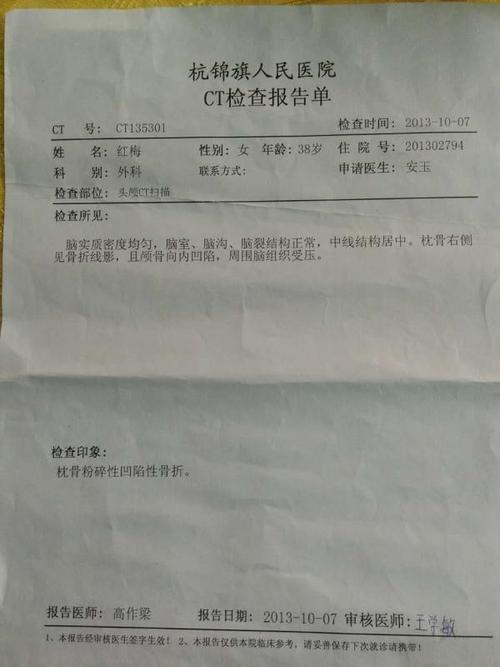 杭锦旗人民医院
CT检查报告单
CT 号: CT135301 检查时间: 2013-10-07
姓 名: 红梅 性别: 女 年龄: 38岁 住 院 号: 201302794
科 别: 外科 联系方式: 申请医生: 安玉
检查部位: 头颅CT扫描
检查所见:
脑实质密度均匀，脑室、脑沟、脑裂结构正常，中线结构居中。枕骨右侧
见骨折线影，且颅骨向内凹陷，周围脑组织受压。
检查印象:
枕骨粉碎性凹陷性骨折。
报告医师: 高作梁 报告日期: 2013-10-07 审核医师: 王学敏
1、本报告经审核医生签字生效! 2、本报告仅供本院临床参考，请妥善保存下次就诊请携带!